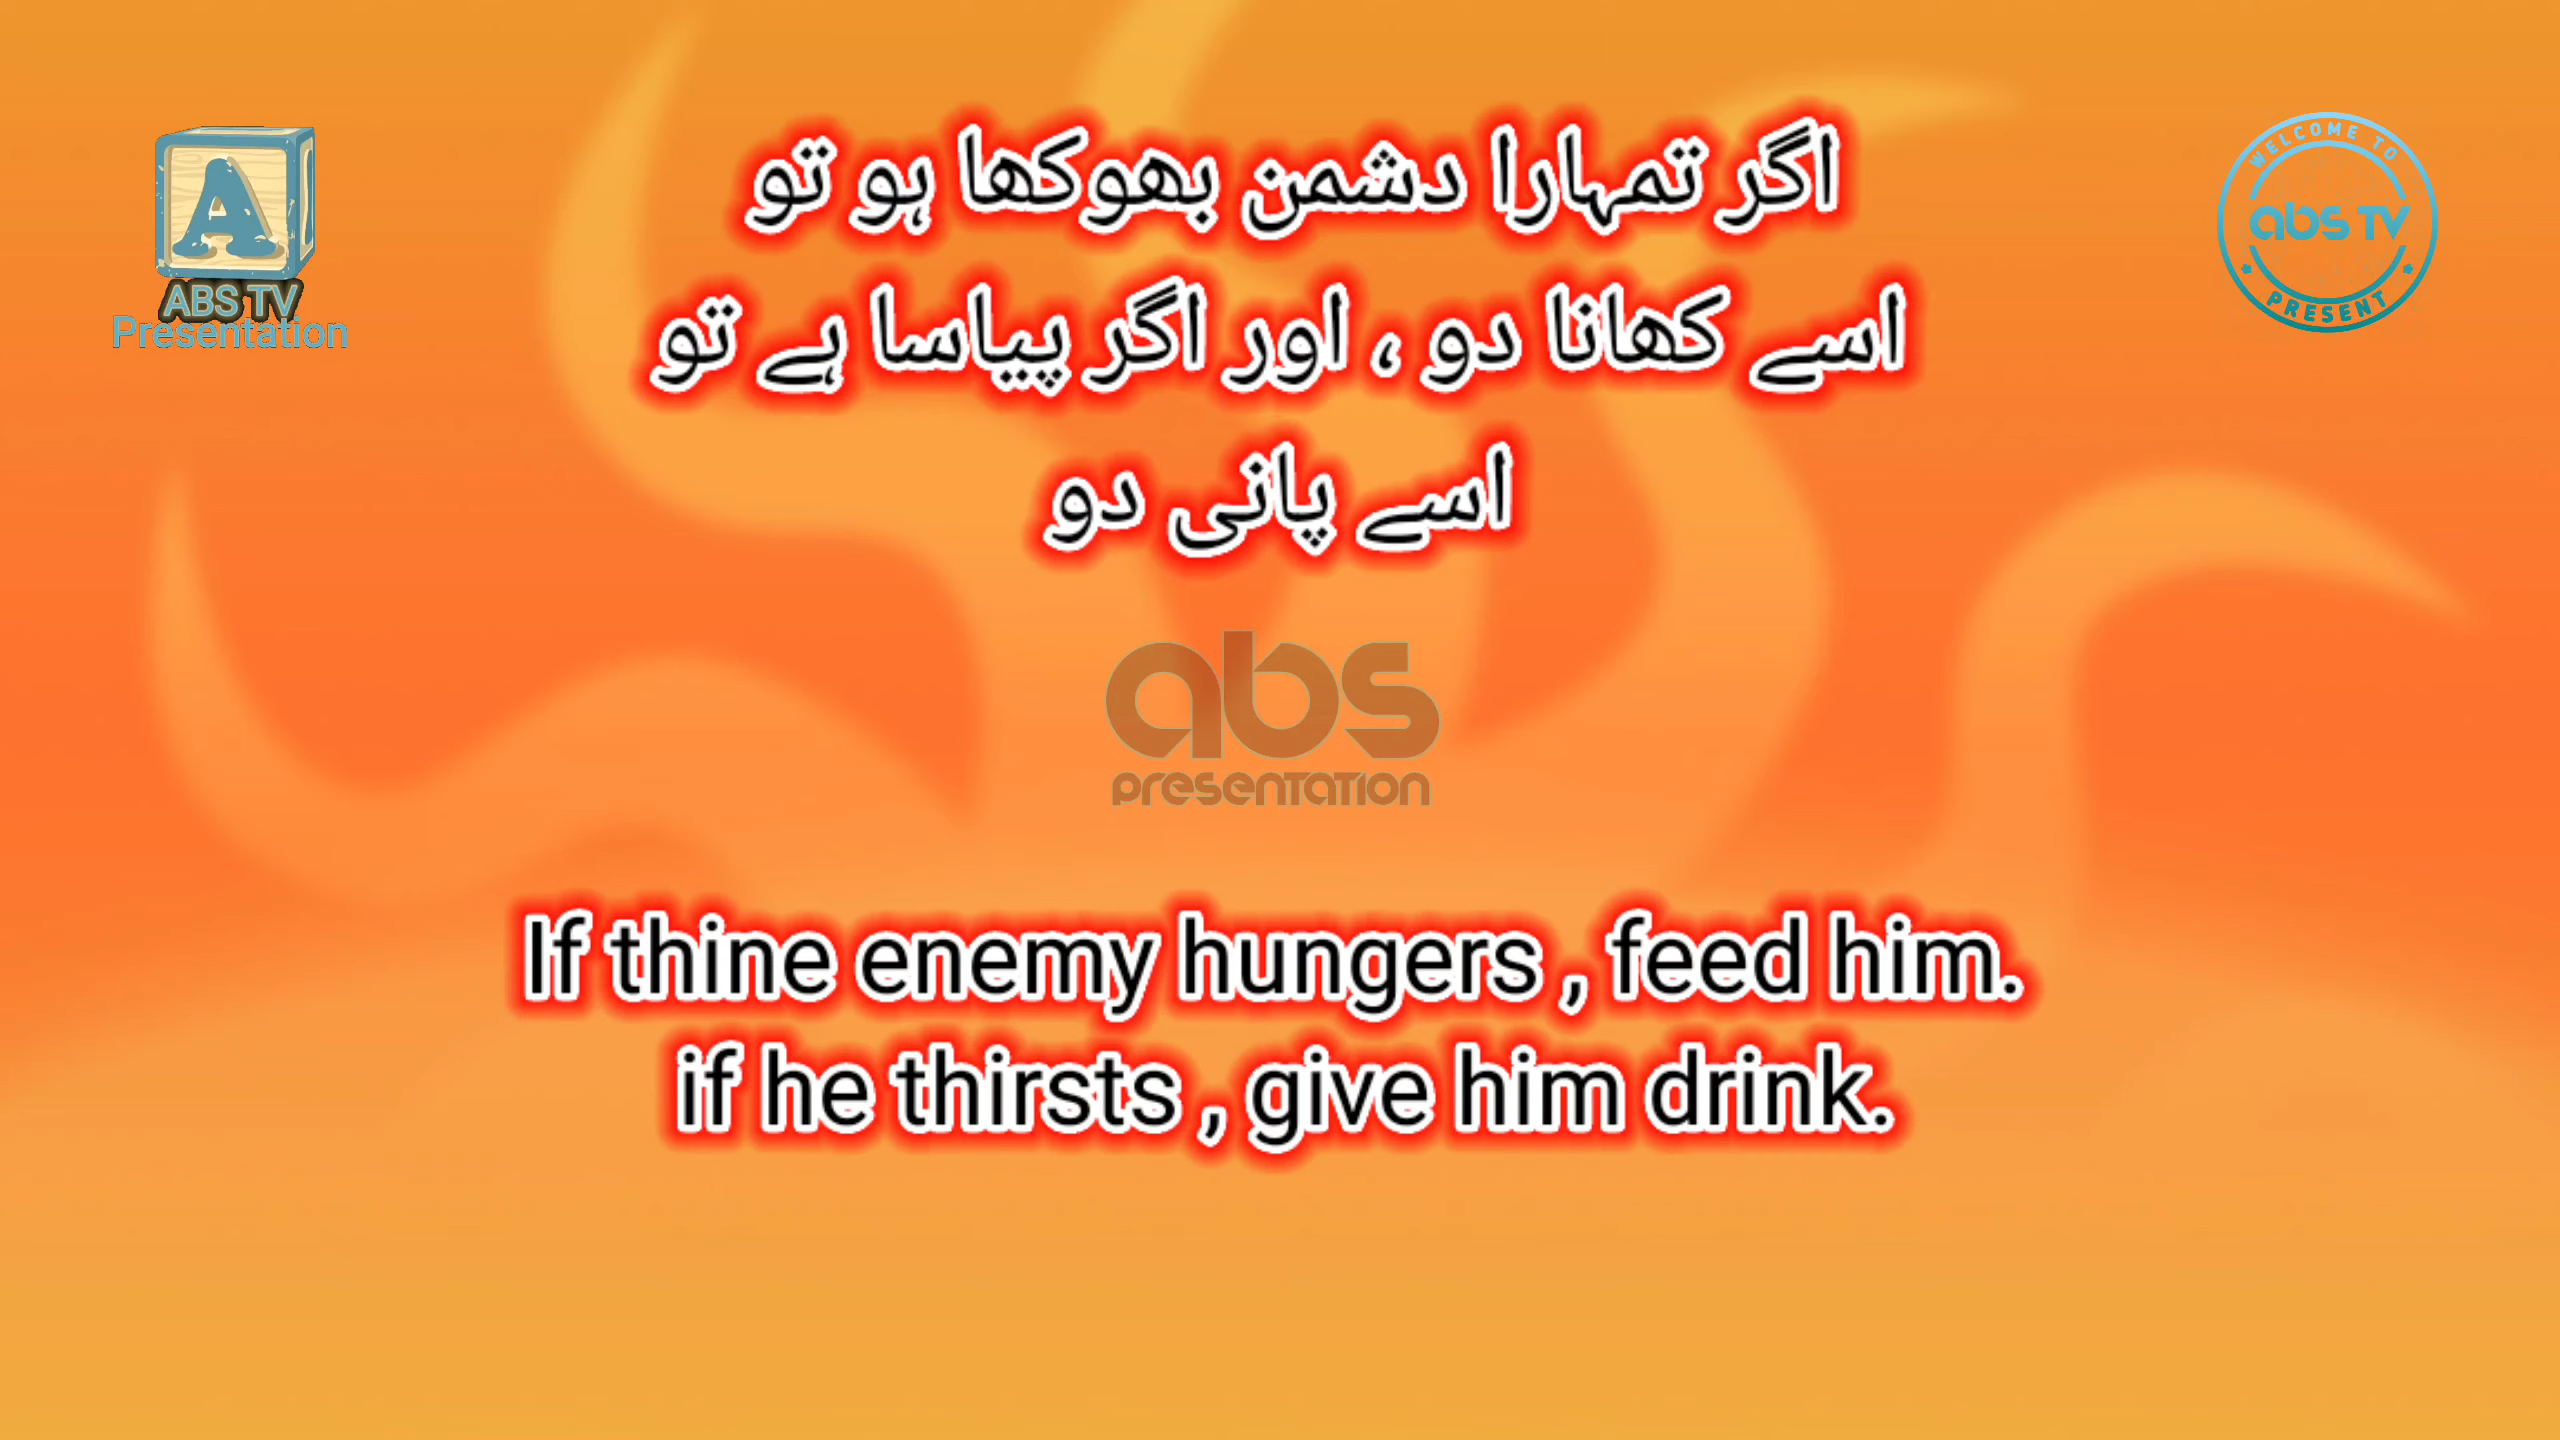 اگر تمہارا دشمن بھوکھا ہو تو
اسے کھانا دو ، اور اگر پیاسا ہے تو
اسے پانی دو
A
ABS TV
Presentation
WELCOME TO
abs TV
PRESENT
abs
presentation
If thine enemy hungers , feed him.
if he thirsts , give him drink.